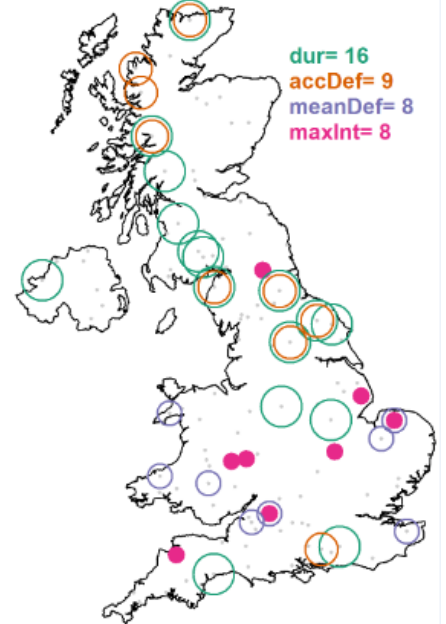 dur= 16
accDef= 9
meanDef= 8
maxInt= 8